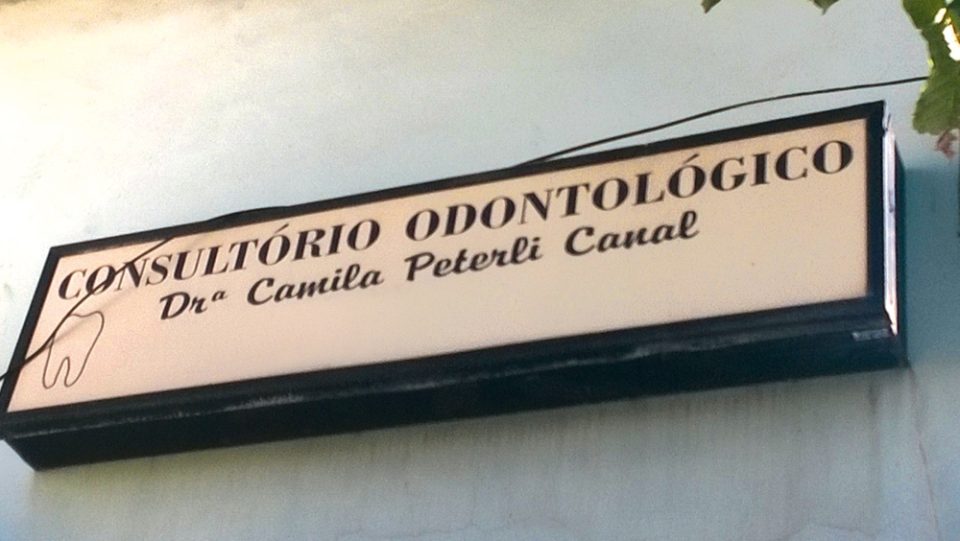 CONSULTÓRIO ODONTOLÓGICO
Drª Camila Peterli Canal